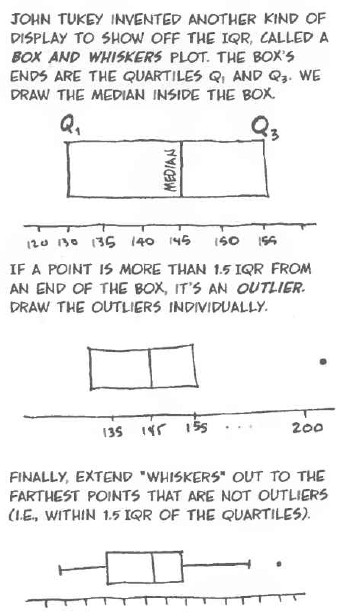 JOHN TUKEY INVENTED ANOTHER KIND OF
DISPLAY TO SHOW OFF THE IQR, CALLED A
BOX AND WHISKERS PLOT. THE BOX'S
ENDS ARE THE QUARTILES Q₁ AND Q₃. WE
DRAW THE MEDIAN INSIDE THE BOX.
Q₁ Q₃
MEDIAN
120 130 135 140 145 150 155
IF A POINT IS MORE THAN 1.5 IQR FROM
AN END OF THE BOX, IT'S AN OUTLIER.
DRAW THE OUTLIERS INDIVIDUALLY.
135 145 155 ... 200
FINALLY, EXTEND "WHISKERS" OUT TO THE
FARTHEST POINTS THAT ARE NOT OUTLIERS
(I.E., WITHIN 1.5 IQR OF THE QUARTILES).